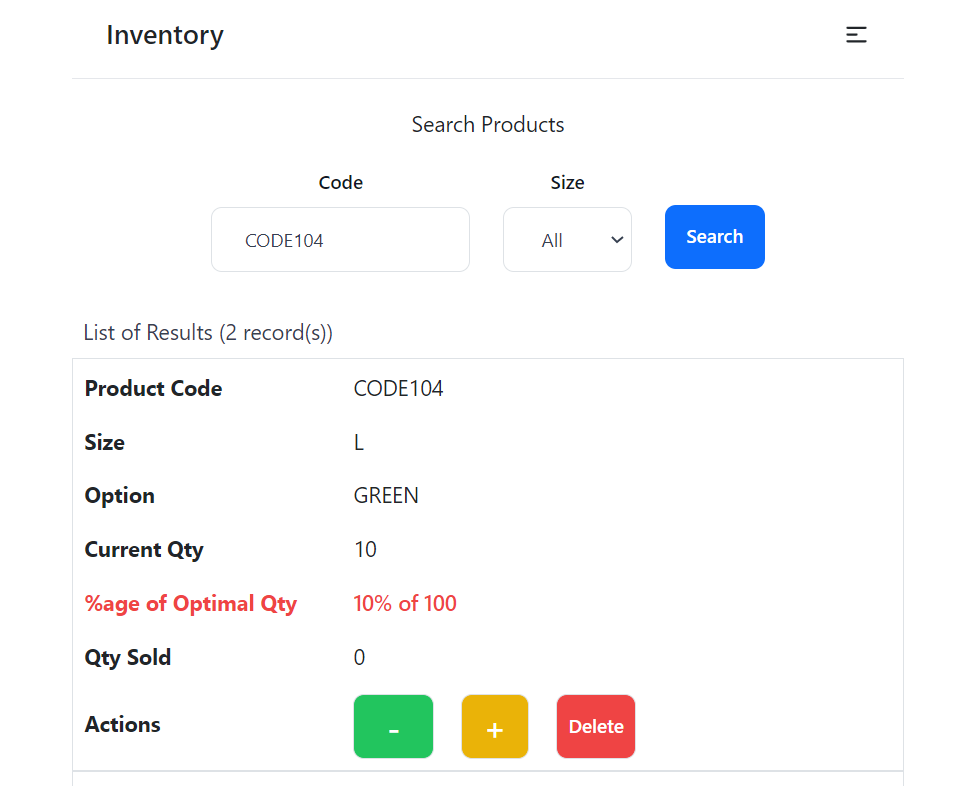 Inventory
Search Products
Code Size
CODE104 All Search
List of Results (2 record(s))
Product Code CODE104
Size L
Option GREEN
Current Qty 10
%age of Optimal Qty 10% of 100
Qty Sold 0
Actions - + Delete